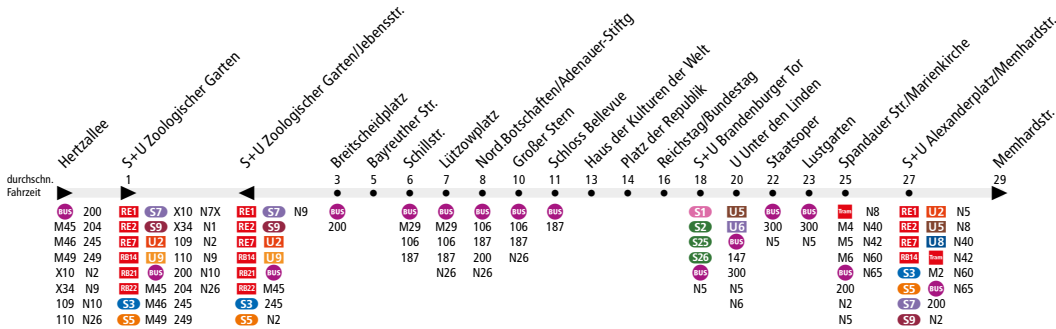 Hertzallee
S+U Zoologischer Garten
S+U Zoologischer Garten/Jebensstr.
Breitscheidplatz
Bayreuther Str.
Schillstr.
Lützowplatz
Nord.Botschaften/Adenauer-Stiftg
Großer Stern
Schloss Bellevue
Haus der Kulturen der Welt
Platz der Republik
Reichstag/Bundestag
S+U Brandenburger Tor
U Unter den Linden
Staatsoper
Lustgarten
Spandauer Str./Marienkirche
S+U Alexanderplatz/Memhardstr.
Memhardstr.
durchschn. 1 3 5 6 7 8 10 11 13 14 16 18 20 22 23 25 27 29
Fahrzeit
BUS 200
M45 204
M46 245
M49 249
X10 N2
X34 N9
109 N10
110 N26
RE1 S7 X10 N7X
RE2 S9 X34 N1
RE7 U2 109 N2
RB14 U9 110 N9
RB21 BUS 200 N10
RB22 M45 204 N26
S3 M46 245
S5 M49 249
RE1 S7 N9
RE2 S9
RE7 U2
RB14 U9
RB21 BUS
RB22 M45
S3 245
S5 N2
BUS
200
BUS
M29
106
187
BUS
M29
106
187
N26
BUS
106
187
200
N26
BUS
106
187
N26
BUS
187
S1
S2
S25
S26
BUS
N5
U5
U6
BUS
147
300
N5
N6
BUS
300
N5
BUS
300
N5
Tram N8
M4 N40
M5 N42
M6 N60
BUS N65
200
N2
N5
RE1 U2 N5
RE2 U5 N8
RE7 U8 N40
RB14 Tram N42
S3 M2 N60
S5 BUS N65
S7 200
S9 N2